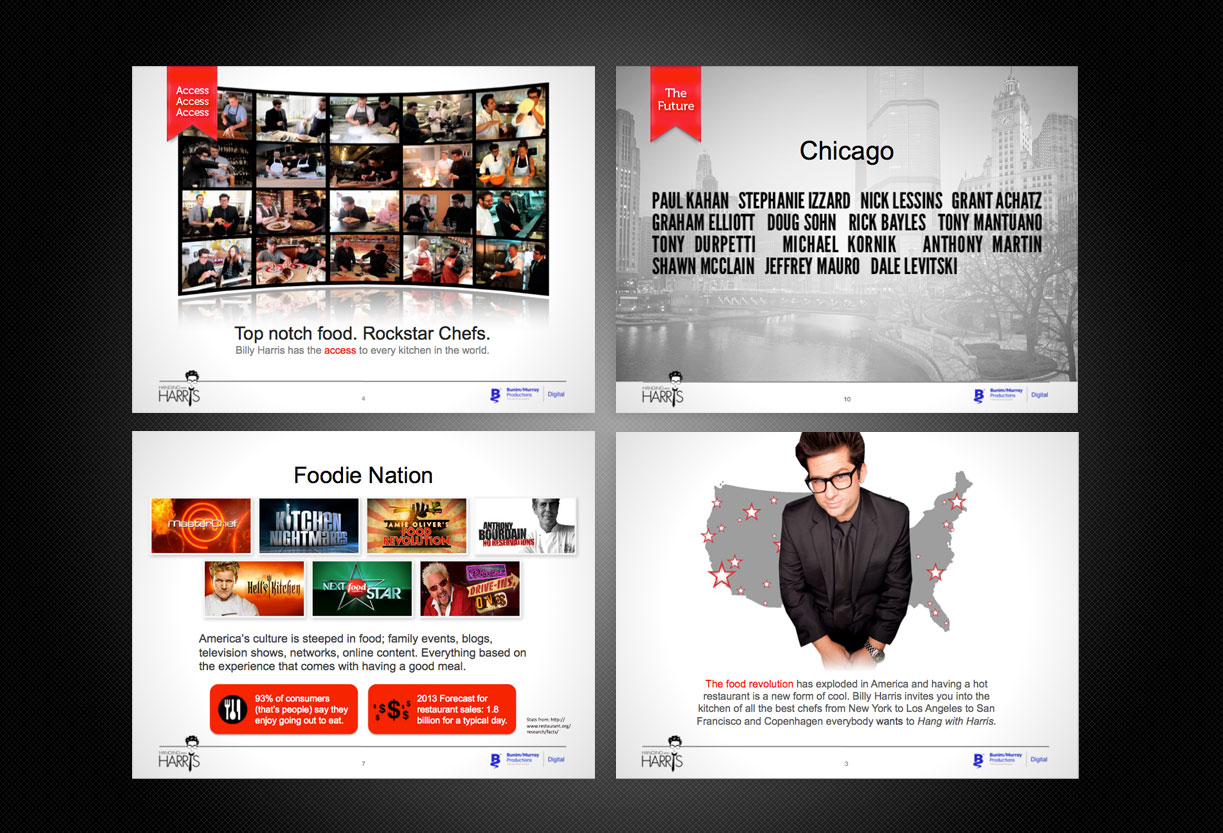 Access
Access
Access
Top notch food. Rockstar Chefs.
Billy Harris has the access to every kitchen in the world.
HANGING WITH
HARRIS
4
Bunim/Murray
Productions
Digital
The
Future
Chicago
PAUL KAHAN STEPHANIE IZZARD NICK LESSINS GRANT ACHATZ
GRAHAM ELLIOTT DOUG SOHN RICK BAYLES TONY MANTUANO
TONY DURPETTI MICHAEL KORNIK ANTHONY MARTIN
SHAWN MCCLAIN JEFFREY MAURO DALE LEVITSKI
HANGING WITH
HARRIS
10
Bunim/Murray
Productions
Digital
Foodie Nation
MasterChef
KITCHEN
NIGHTMARES
JAMIE OLIVER'S
FOOD
REVOLUTION
ANTHONY
BOURDAIN
NO RESERVATIONS
Hell's Kitchen
NEXT food STAR
DRIVE-INS
America's culture is steeped in food; family events, blogs,
television shows, networks, online content. Everything based on
the experience that comes with having a good meal.
93% of consumers
(that's people) say they
enjoy going out to eat.
$ $ $ $ $
2013 Forecast for
restaurant sales: 1.8
billion for a typical day.
Stats from: http://
www.restaurant.org/
research/facts/
HANGING WITH
HARRIS
7
Bunim/Murray
Productions
Digital
The food revolution has exploded in America and having a hot
restaurant is a new form of cool. Billy Harris invites you into the
kitchen of all the best chefs from New York to Los Angeles to San
Francisco and Copenhagen everybody wants to Hang with Harris.
HANGING WITH
HARRIS
3
Bunim/Murray
Productions
Digital